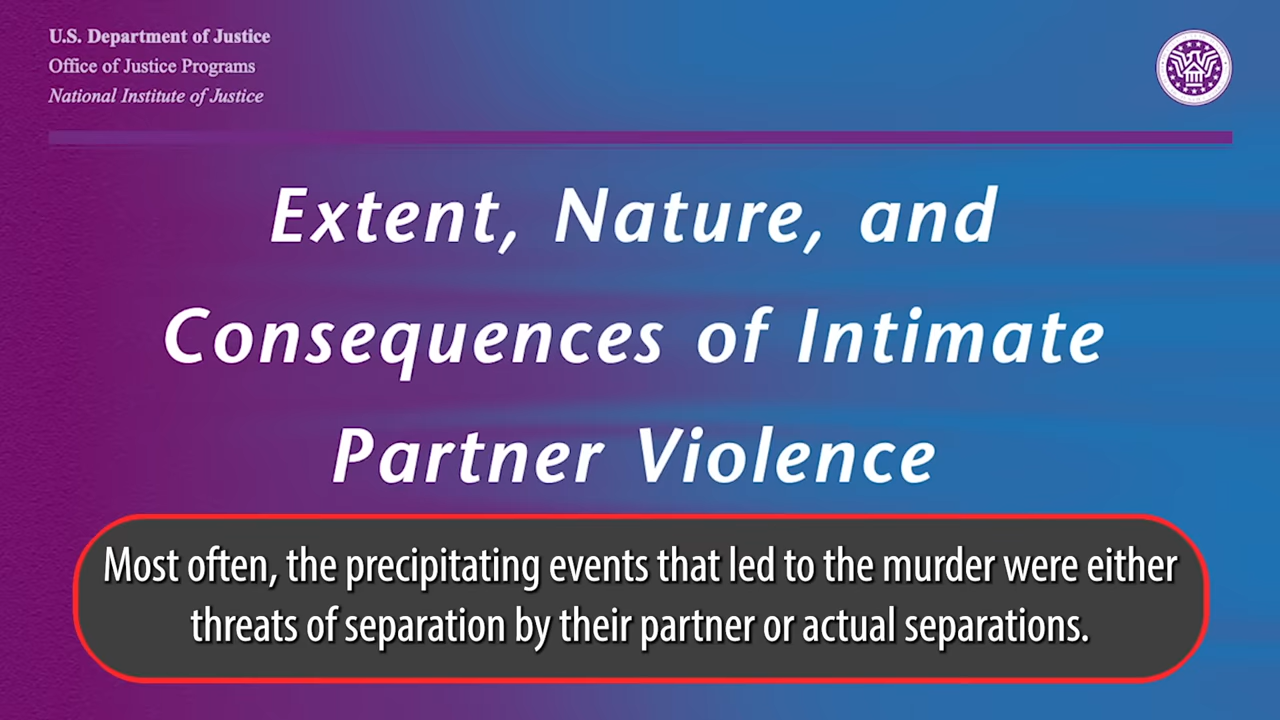 U.S. Department of Justice
Office of Justice Programs
National Institute of Justice
Extent, Nature, and
Consequences of Intimate
Partner Violence
Most often, the precipitating events that led to the murder were either
threats of separation by their partner or actual separations.